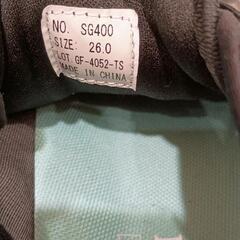 NO. SG400
SIZE: 26.0
LOT. GF-4052-TS
MADE IN CHINA